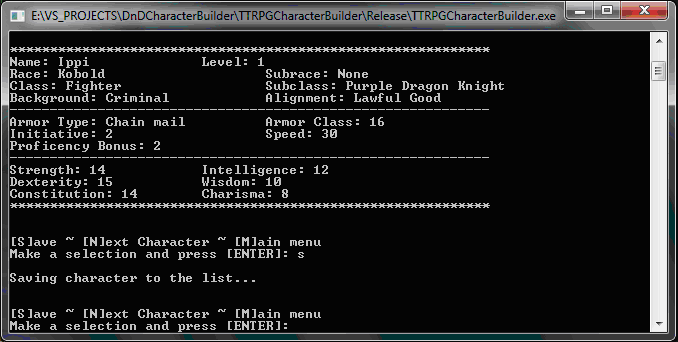 E:\VS_PROJECTS\DnDCharacterBuilder\TTRPGCharacterBuilder\Release\TTRPGCharacterBuilder.exe
************************************************************
Name: Ippi Level: 1
Race: Kobold Subrace: None
Class: Fighter Subclass: Purple Dragon Knight
Background: Criminal Alignment: Lawful Good
------------------------------------------------------------
Armor Type: Chain mail Armor Class: 16
Initiative: 2 Speed: 30
Proficency Bonus: 2
------------------------------------------------------------
Strength: 14 Intelligence: 12
Dexterity: 15 Wisdom: 10
Constitution: 14 Charisma: 8
************************************************************
[S]ave ~ [N]ext Character ~ [M]ain menu
Make a selection and press [ENTER]: s
Saving character to the list...
[S]ave ~ [N]ext Character ~ [M]ain menu
Make a selection and press [ENTER]: